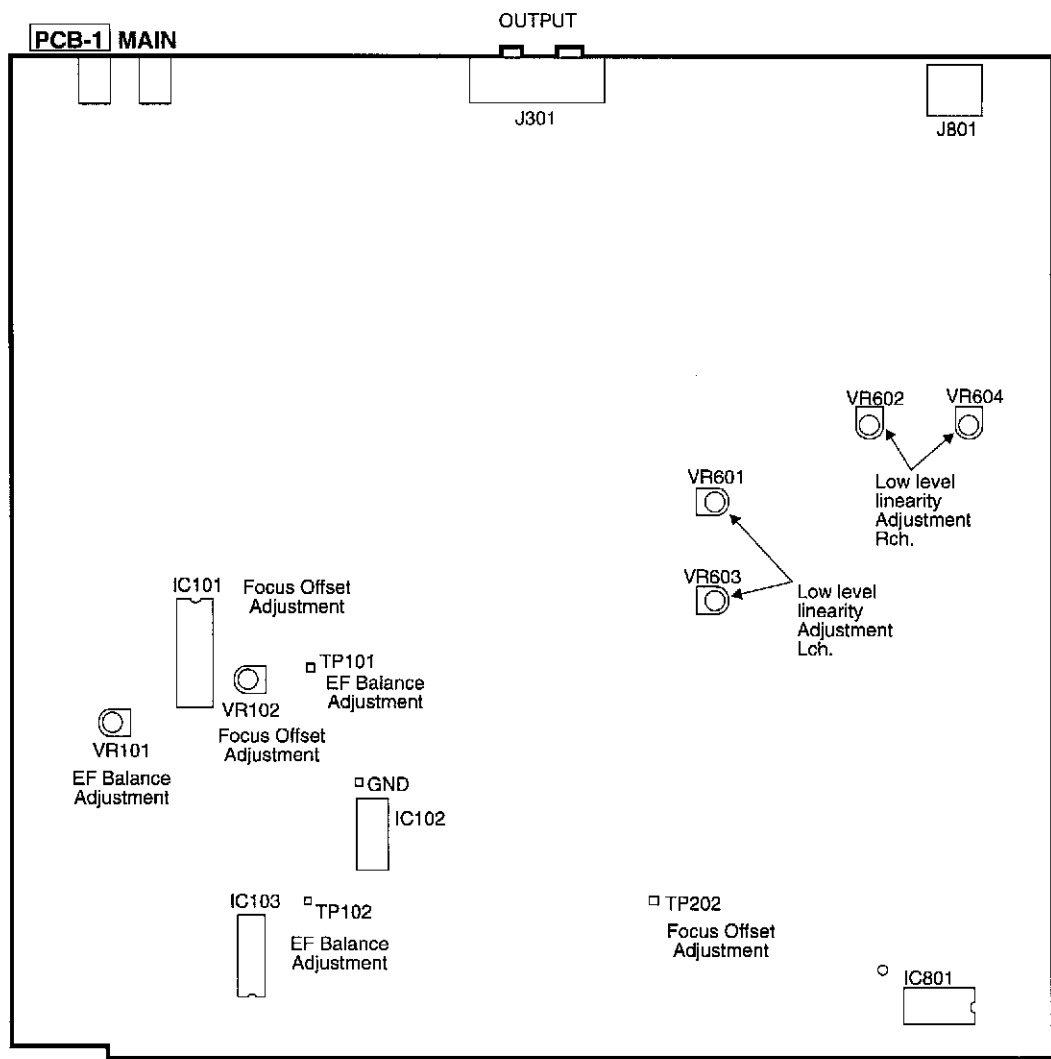 OUTPUT
PCB-1 MAIN
J301
J801
VR602
VR604
Low level
linearity
Adjustment
Rch.
VR601
VR603
Low level
linearity
Adjustment
Lch.
IC101
Focus Offset
Adjustment
TP101
EF Balance
Adjustment
VR102
Focus Offset
Adjustment
VR101
EF Balance
Adjustment
GND
IC102
IC103
TP102
EF Balance
Adjustment
TP202
Focus Offset
Adjustment
IC801